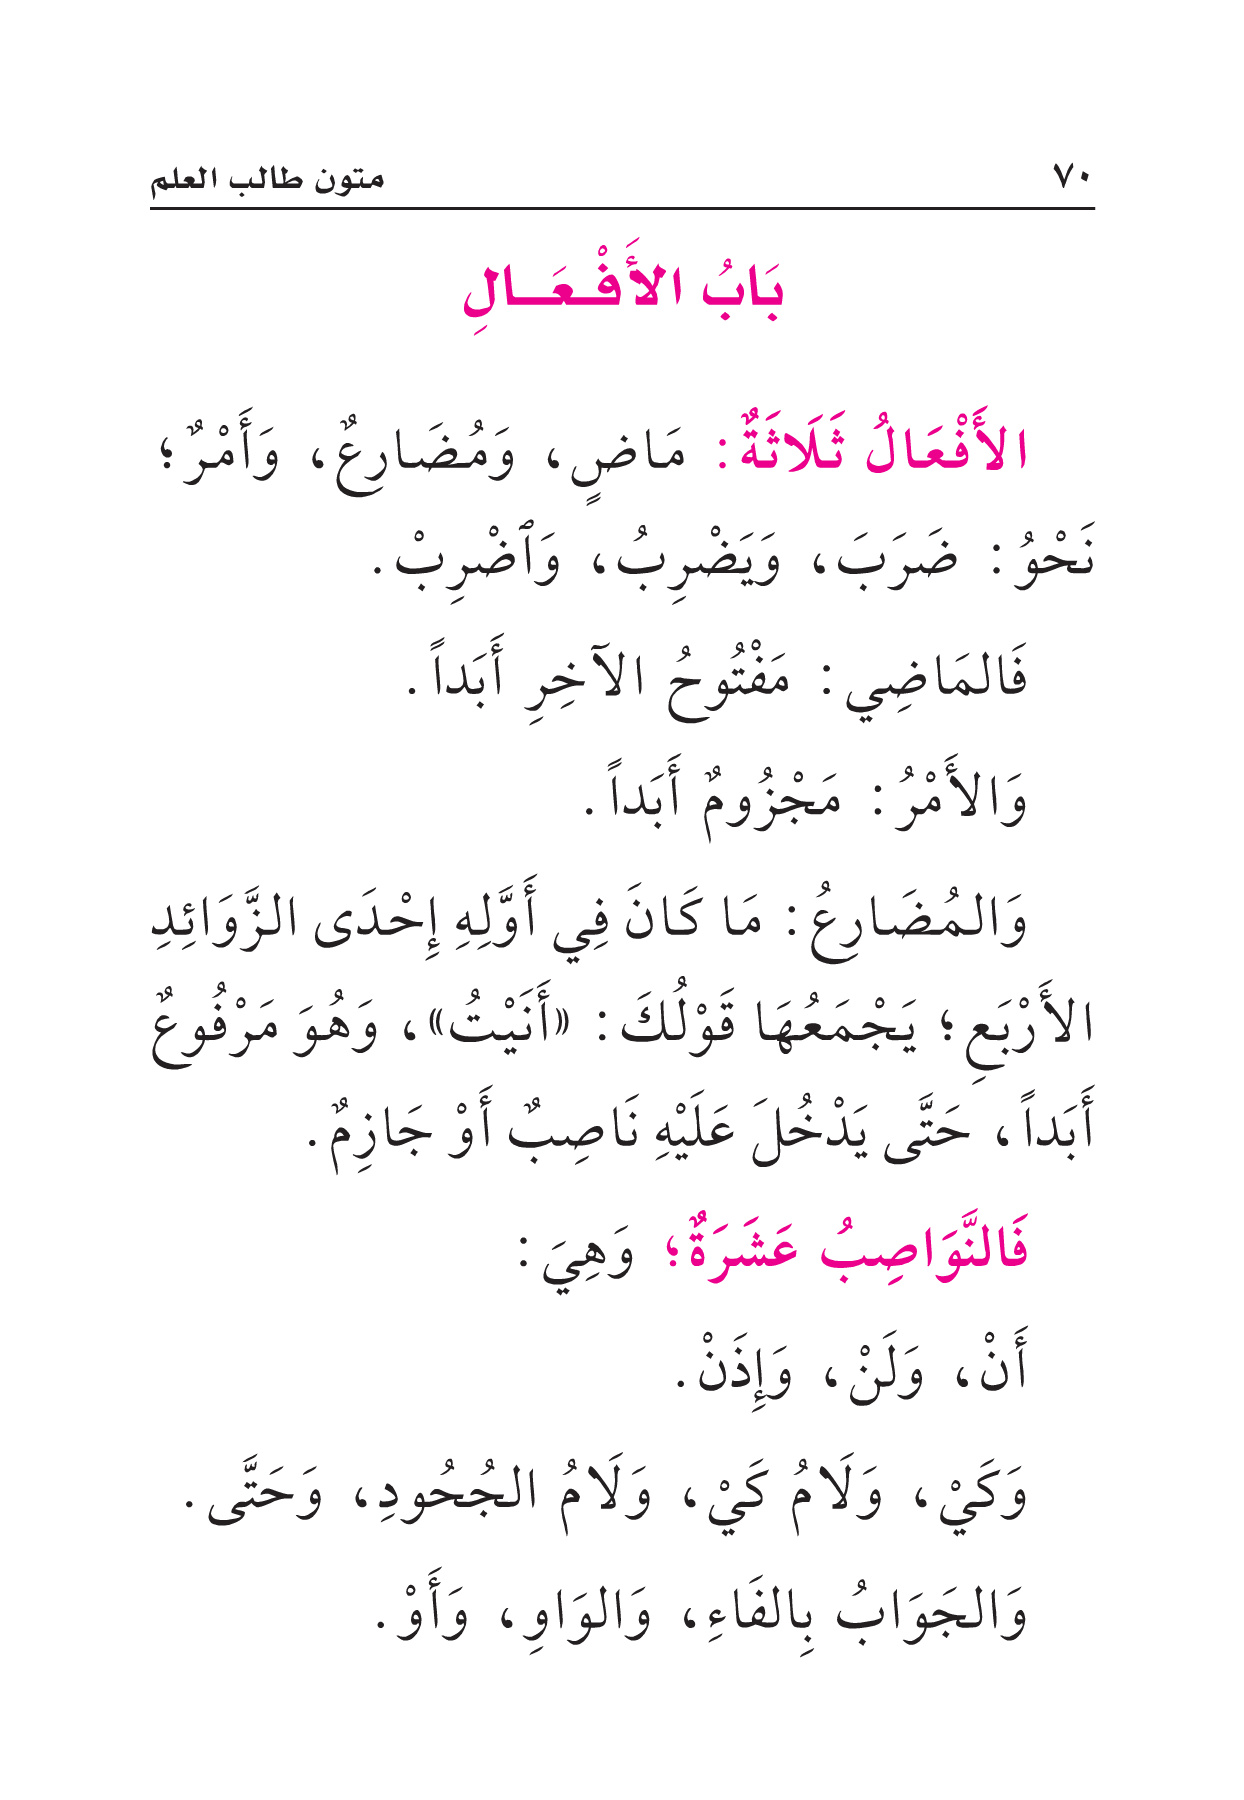 ٧٠ متون طالب العلم
بَابُ الأَفْعَالِ
الأَفْعَالُ ثَلَاثَةٌ: مَاضٍ، وَمُضَارِعٌ، وَأَمْرٌ؛
نَحْوُ: ضَرَبَ، وَيَضْرِبُ، وَٱضْرِبْ.
فَالمَاضِي: مَفْتُوحُ الآخِرِ أَبَداً.
وَالأَمْرُ: مَجْزُومٌ أَبَداً.
وَالمُضَارِعُ: مَا كَانَ فِي أَوَّلِهِ إِحْدَى الزَّوَائِدِ
الأَرْبَعِ؛ يَجْمَعُهَا قَوْلُكَ: «أَنَيْتُ»، وَهُوَ مَرْفُوعٌ
أَبَداً، حَتَّى يَدْخُلَ عَلَيْهِ نَاصِبٌ أَوْ جَازِمٌ.
فَالنَّوَاصِبُ عَشَرَةٌ؛ وَهِيَ:
أَنْ، وَلَنْ، وَإِذَنْ.
وَكَيْ، وَلَامُ كَيْ، وَلَامُ الجُحُودِ، وَحَتَّى.
وَالجَوَابُ بِالفَاءِ، وَالوَاوِ، وَأَوْ.